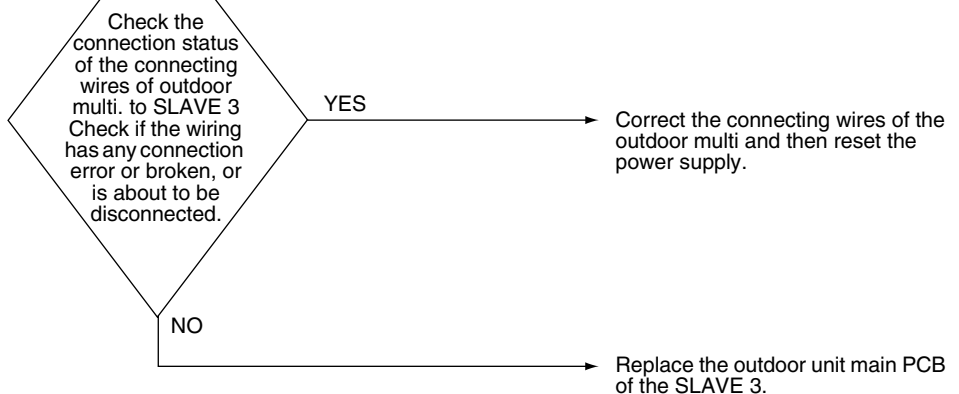 Check the
connection status
of the connecting
wires of outdoor
multi. to SLAVE 3
Check if the wiring
has any connection
error or broken, or
is about to be
disconnected.
YES
Correct the connecting wires of the
outdoor multi and then reset the
power supply.
NO
Replace the outdoor unit main PCB
of the SLAVE 3.